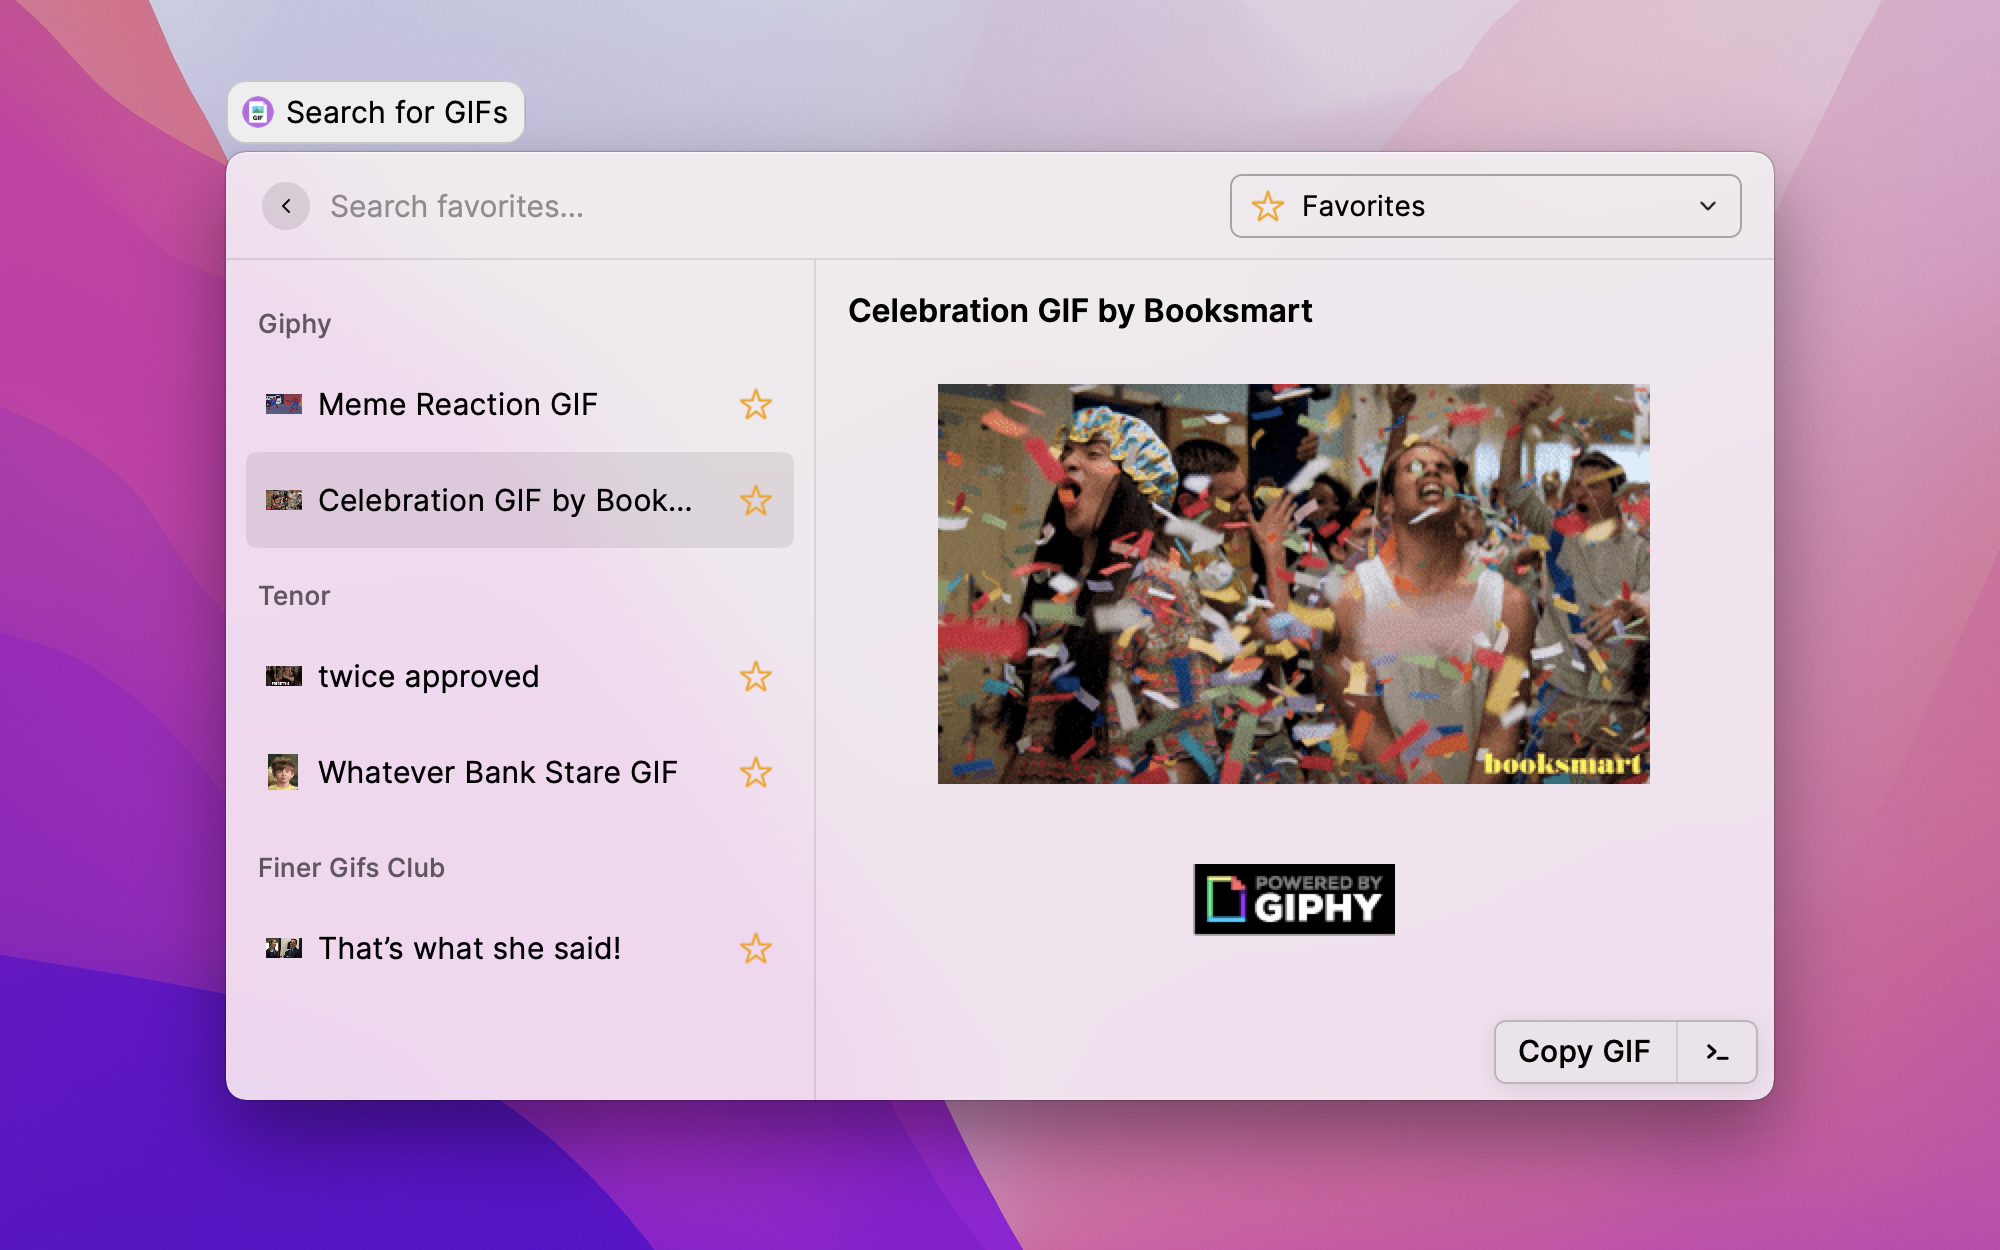 Search for GIFs
Search favorites...
Favorites
Giphy
Meme Reaction GIF
Celebration GIF by Book...
Tenor
twice approved
Whatever Bank Stare GIF
Finer Gifs Club
That’s what she said!
Celebration GIF by Booksmart
booksmart
POWERED BY
GIPHY
Copy GIF